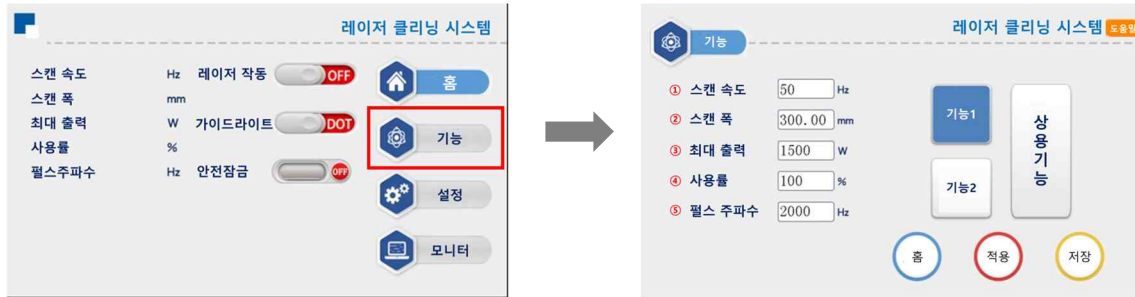 레이저 클리닝 시스템
스캔 속도 Hz
스캔 폭 mm
최대 출력 W
사용률 %
펄스주파수 Hz
레이저 작동 OFF
가이드라이트 DOT
안전잠금 OFF
홈
기능
설정
모니터
기능
레이저 클리닝 시스템 도움말
① 스캔 속도 50 Hz
② 스캔 폭 300.00 mm
③ 최대 출력 1500 W
④ 사용률 100 %
⑤ 펄스 주파수 2000 Hz
기능1
기능2
상용기능
홈
적용
저장